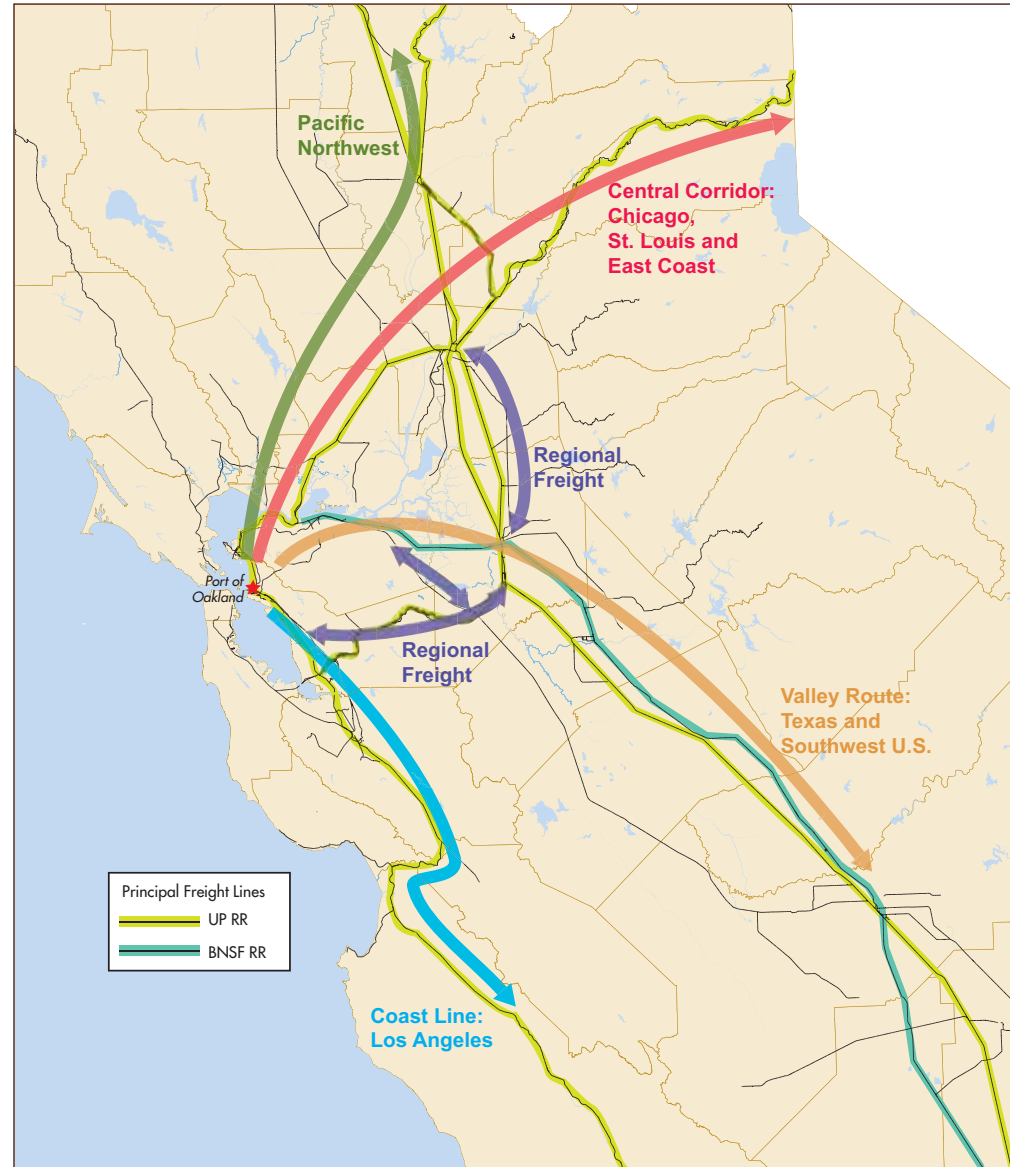 Pacific
Northwest
Central Corridor:
Chicago,
St. Louis and
East Coast
Regional
Freight
Port of
Oakland
Regional
Freight
Valley Route:
Texas and
Southwest U.S.
Principal Freight Lines
UP RR
BNSF RR
Coast Line:
Los Angeles